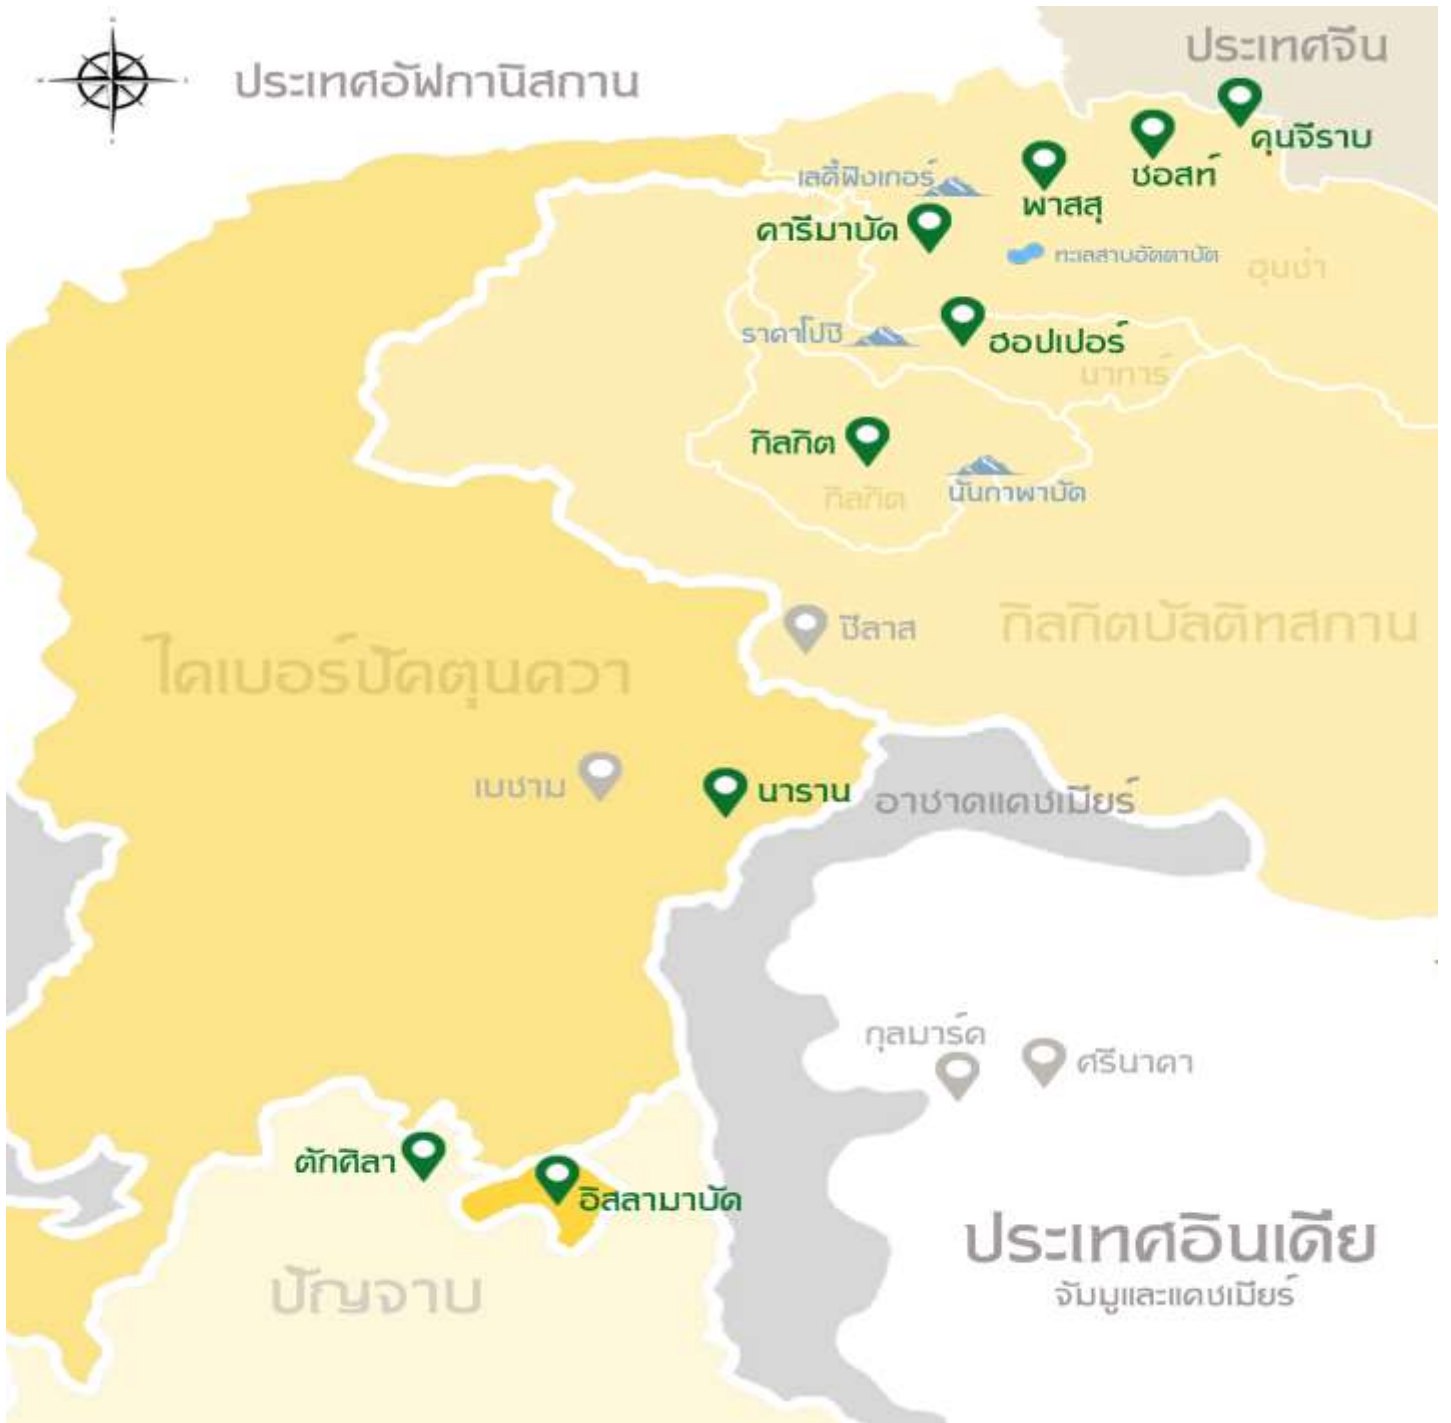 ประเทศจีน
ประเทศอัฟกานิสถาน
คุนจีราบ
เลดี้ฟิงเกอร์
ซอสท์
พาสสุ
คารีมาบัด
ทะเลสาบอัตตาบัด
ฮุนซ่า
ราคาโปชิ
ฮอปเปอร์
นาการ์
กิลกิต
นันกาพาบัด
กิลกิต
ชีลาส
กิลกิตบัลติทสถาน
ไคเบอร์ปัคตุนควา
เบชาม
นาราน
อาซาดแคชเมียร์
กุลมาร์ค
ศรีนาคา
ตักศิลา
อิสลามาบัด
ประเทศอินเดีย
จัมมูและแคชเมียร์
ปัญจาบ